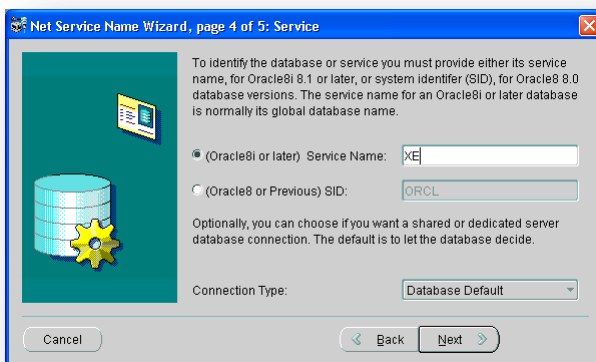 Net Service Name Wizard, page 4 of 5: Service
To identify the database or service you must provide either its service
name, for Oracle8i 8.1 or later, or system identifer (SID), for Oracle8 8.0
database versions. The service name for an Oracle8i or later database
is normally its global database name.
(Oracle8i or later) Service Name: XE
(Oracle8 or Previous) SID: ORCL
Optionally, you can choose if you want a shared or dedicated server
database connection. The default is to let the database decide.
Connection Type: Database Default
Cancel Back Next